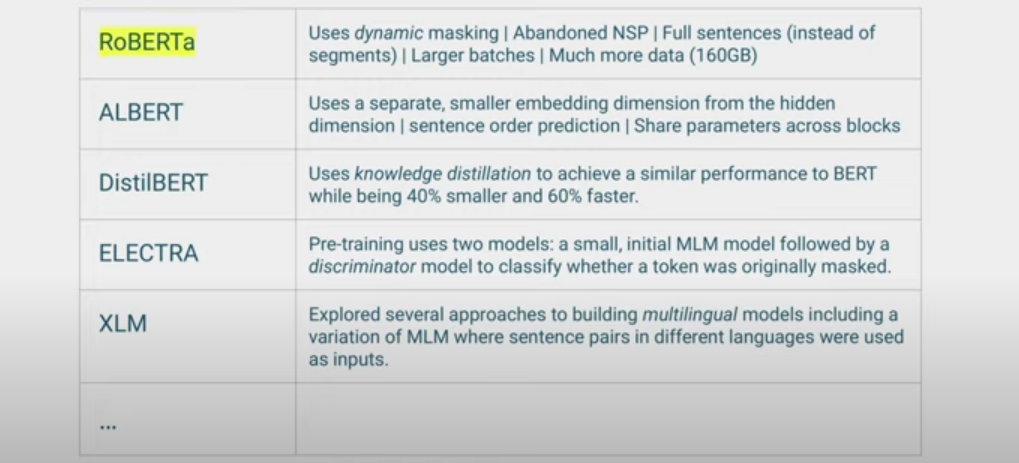 RoBERTa
Uses dynamic masking | Abandoned NSP | Full sentences (instead of
segments) | Larger batches | Much more data (160GB)
ALBERT
Uses a separate, smaller embedding dimension from the hidden
dimension | sentence order prediction | Share parameters across blocks
DistilBERT
Uses knowledge distillation to achieve a similar performance to BERT
while being 40% smaller and 60% faster.
ELECTRA
Pre-training uses two models: a small, initial MLM model followed by a
discriminator model to classify whether a token was originally masked.
XLM
Explored several approaches to building multilingual models including a
variation of MLM where sentence pairs in different languages were used
as inputs.
...